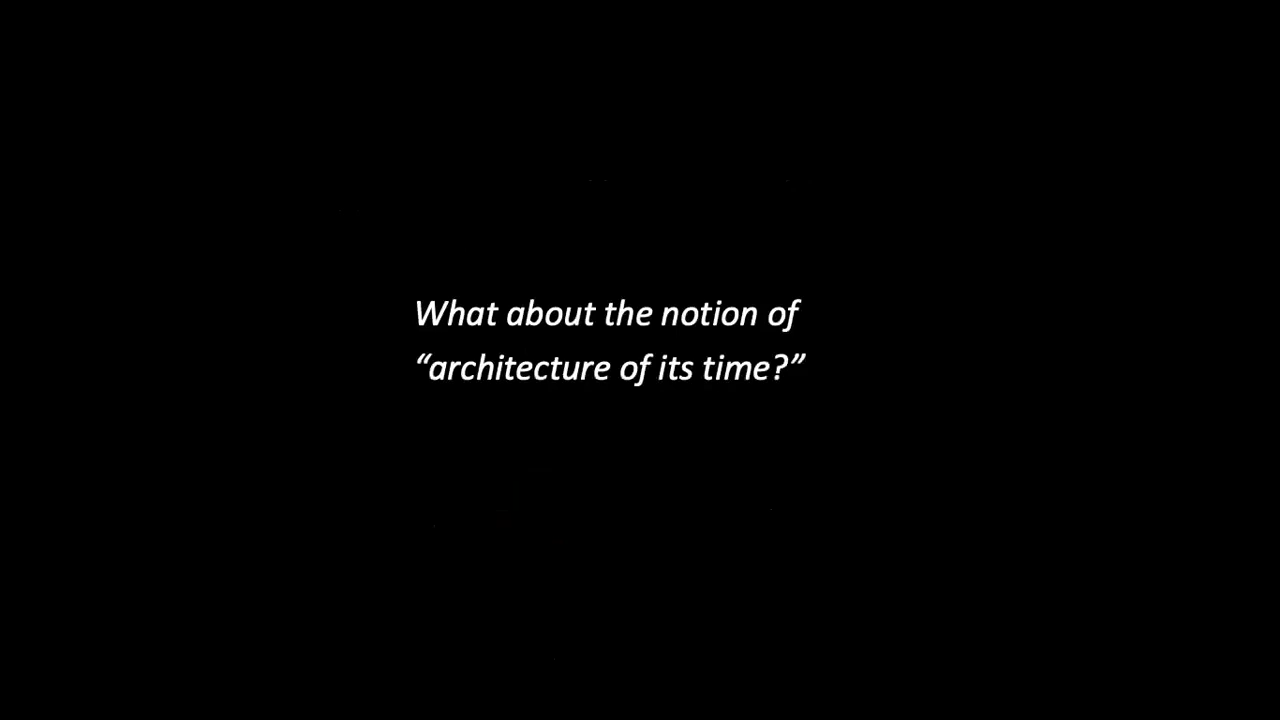 What about the notion of
“architecture of its time?”